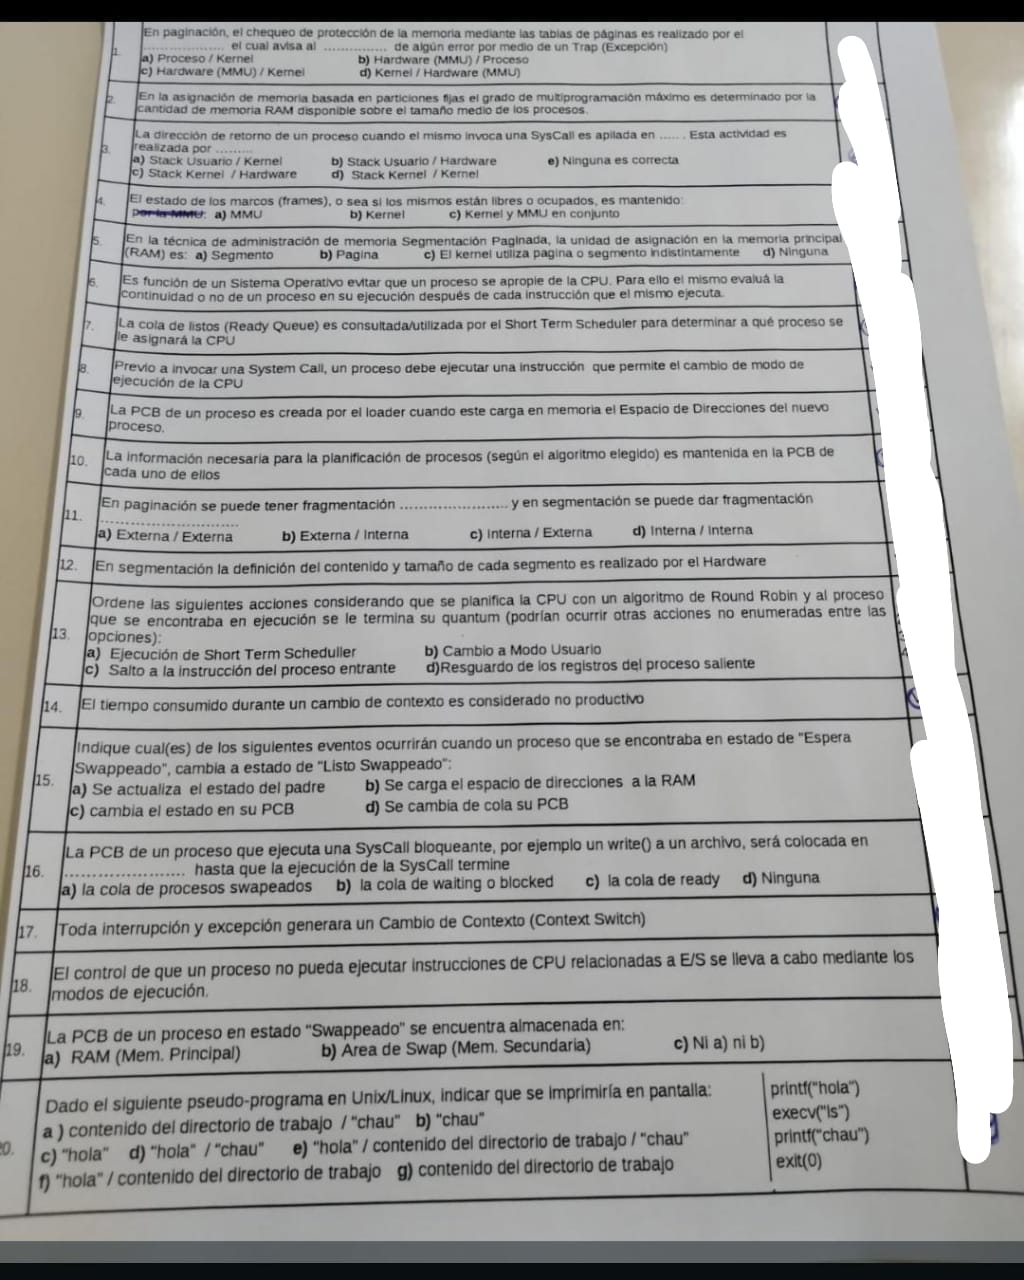 En paginación, el chequeo de protección de la memoria mediante las tablas de páginas es realizado por el
1. ........................ el cual avisa al ................... de algún error por medio de un Trap (Excepción)
a) Proceso / Kernel b) Hardware (MMU) / Proceso
c) Hardware (MMU) / Kernel d) Kernel / Hardware (MMU)
2. En la asignación de memoria basada en particiones fijas el grado de multiprogramación máximo es determinado por la
cantidad de memoria RAM disponible sobre el tamaño medio de los procesos.
La dirección de retorno de un proceso cuando el mismo invoca una SysCall es apilada en ...... . Esta actividad es
3. realizada por .........
a) Stack Usuario / Kernel b) Stack Usuario / Hardware e) Ninguna es correcta
c) Stack Kernel / Hardware d) Stack Kernel / Kernel
4. El estado de los marcos (frames), o sea si los mismos están libres o ocupados, es mantenido:
por la MMU: a) MMU b) Kernel c) Kernel y MMU en conjunto
5. En la técnica de administración de memoria Segmentación Paginada, la unidad de asignación en la memoria principal
(RAM) es: a) Segmento b) Pagina c) El kernel utiliza pagina o segmento indistintamente d) Ninguna
6. Es función de un Sistema Operativo evitar que un proceso se apropie de la CPU. Para ello el mismo evaluá la
continuidad o no de un proceso en su ejecución después de cada instrucción que el mismo ejecuta.
7. La cola de listos (Ready Queue) es consultada/utilizada por el Short Term Scheduler para determinar a qué proceso se
le asignará la CPU
8. Previo a invocar una System Call, un proceso debe ejecutar una instrucción que permite el cambio de modo de
ejecución de la CPU
9. La PCB de un proceso es creada por el loader cuando este carga en memoria el Espacio de Direcciones del nuevo
proceso.
10. La información necesaria para la planificación de procesos (según el algoritmo elegido) es mantenida en la PCB de
cada uno de ellos
En paginación se puede tener fragmentación ....................... y en segmentación se puede dar fragmentación
11. .............................
a) Externa / Externa b) Externa / Interna c) Interna / Externa d) Interna / Interna
12. En segmentación la definición del contenido y tamaño de cada segmento es realizado por el Hardware
Ordene las siguientes acciones considerando que se planifica la CPU con un algoritmo de Round Robin y al proceso
que se encontraba en ejecución se le termina su quantum (podrían ocurrir otras acciones no enumeradas entre las
13. opciones):
a) Ejecución de Short Term Scheduller b) Cambio a Modo Usuario
c) Salto a la instrucción del proceso entrante d)Resguardo de los registros del proceso saliente
14. El tiempo consumido durante un cambio de contexto es considerado no productivo
Indique cual(es) de los siguientes eventos ocurrirán cuando un proceso que se encontraba en estado de "Espera
15. Swappeado", cambia a estado de "Listo Swappeado":
a) Se actualiza el estado del padre b) Se carga el espacio de direcciones a la RAM
c) cambia el estado en su PCB d) Se cambia de cola su PCB
La PCB de un proceso que ejecuta una SysCall bloqueante, por ejemplo un write() a un archivo, será colocada en
16. ...................... hasta que la ejecución de la SysCall termine
a) la cola de procesos swapeados b) la cola de waiting o blocked c) la cola de ready d) Ninguna
17. Toda interrupción y excepción generara un Cambio de Contexto (Context Switch)
18. El control de que un proceso no pueda ejecutar instrucciones de CPU relacionadas a E/S se lleva a cabo mediante los
modos de ejecución.
19. La PCB de un proceso en estado "Swappeado" se encuentra almacenada en:
a) RAM (Mem. Principal) b) Area de Swap (Mem. Secundaria) c) Ni a) ni b)
Dado el siguiente pseudo-programa en Unix/Linux, indicar que se imprimiría en pantalla:
a ) contenido del directorio de trabajo / "chau" b) "chau"
20. c) "hola" d) "hola" / "chau" e) "hola" / contenido del directorio de trabajo / "chau"
f) "hola" / contenido del directorio de trabajo g) contenido del directorio de trabajo
printf("hola")
execv("ls")
printf("chau")
exit(0)